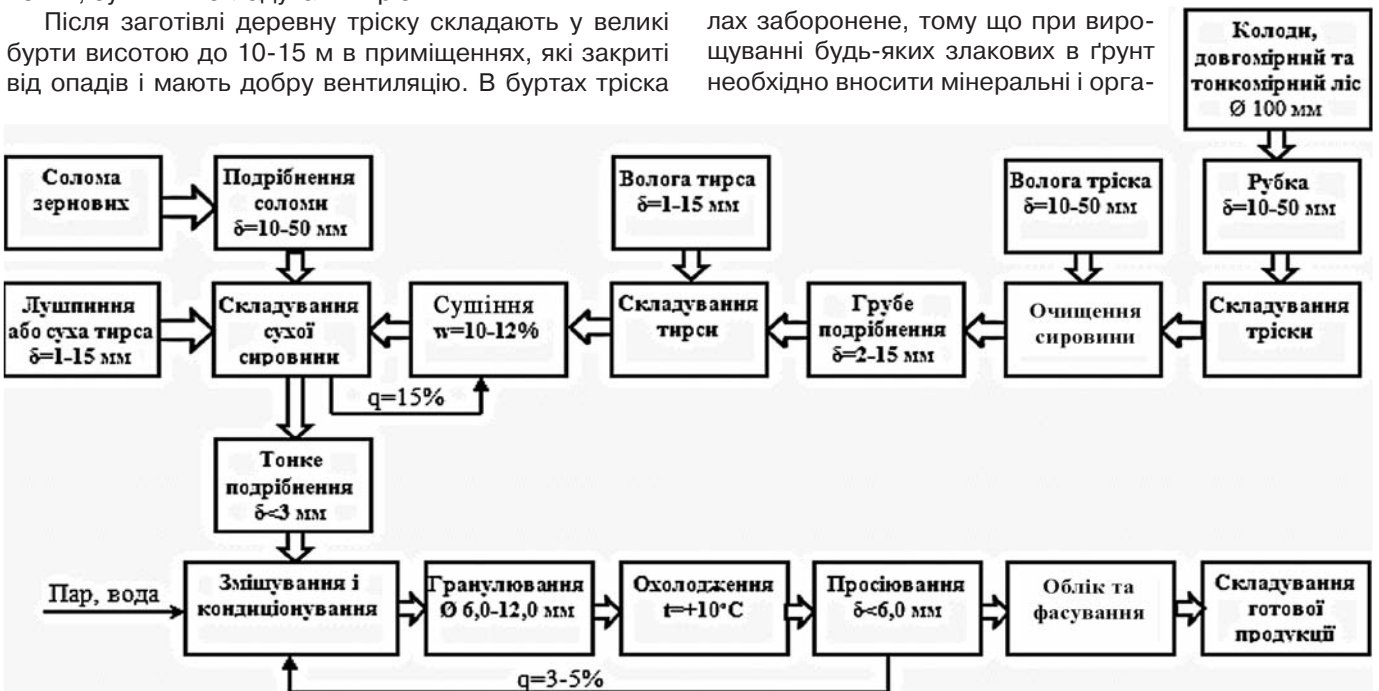 Після заготівлі деревну тріску складають у великі
бурти висотою до 10-15 м в приміщеннях, які закриті
від опадів і мають добру вентиляцію. В буртах тріска
лах заборонене, тому що при виро-
щуванні будь-яких злакових в ґрунт
необхідно вносити мінеральні і орга-
Колоди,
довгомірний та
тонкомірний ліс
Ø 100 мм
Солома
зернових
Подрібнення
соломи
δ=10-50 мм
Волога тирса
δ=1-15 мм
Волога тріска
δ=10-50 мм
Рубка
δ=10-50 мм
Лушпиння
або суха тирса
δ=1-15 мм
Складування
сухої
сировини
Сушіння
w=10-12%
Складування
тирси
Грубе
подрібнення
δ=2-15 мм
Очищення
сировини
Складування
тріски
q=15%
Тонке
подрібнення
δ<3 мм
Пар, вода
Змішування і
кондиціонування
Гранулювання
Ø 6,0-12,0 мм
Охолодження
t=+10°C
Просіювання
δ<6,0 мм
Облік та
фасування
Складування
готової
продукції
q=3-5%